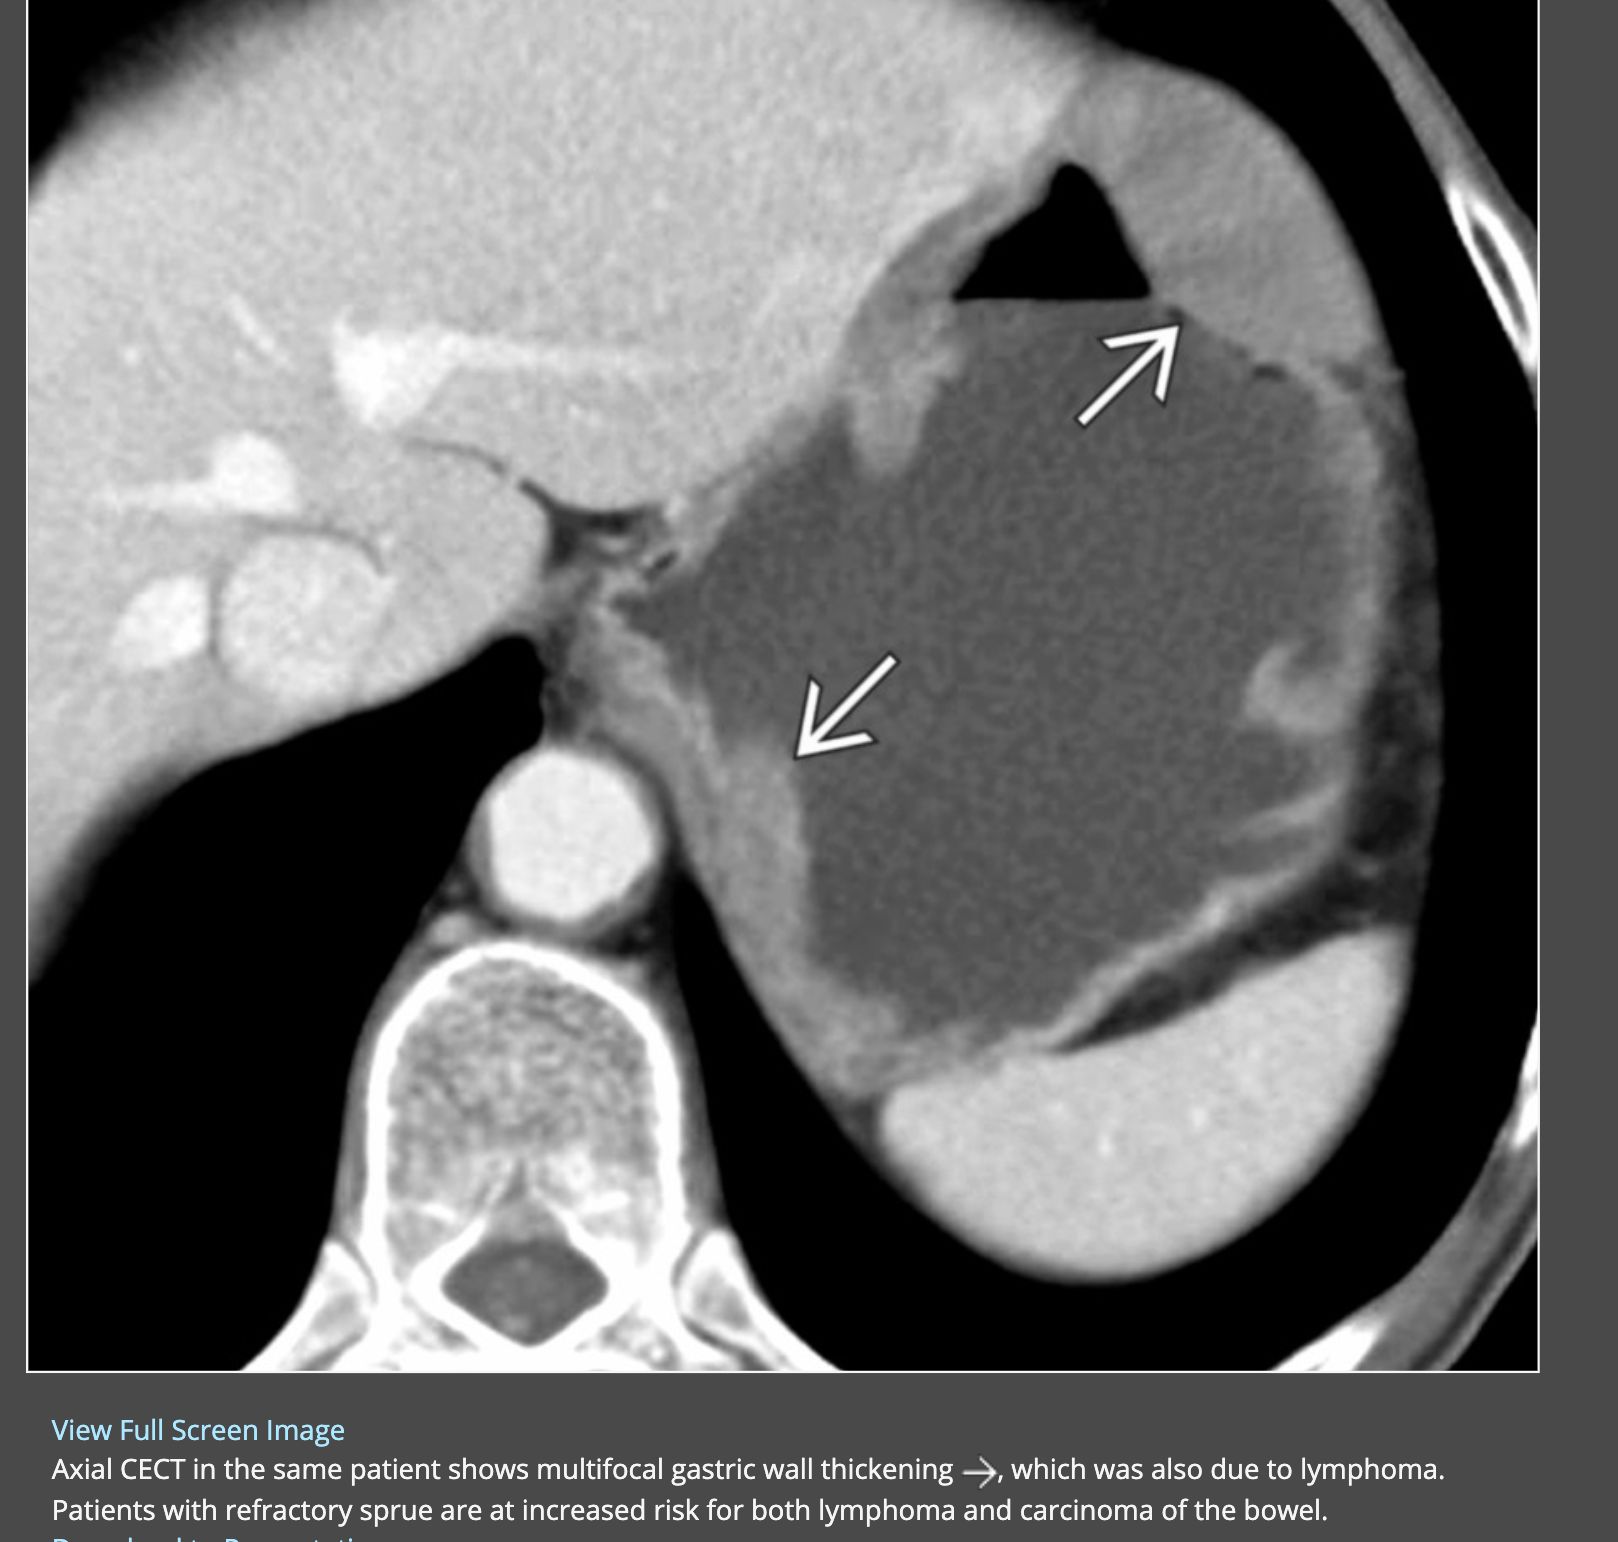 View Full Screen Image
Axial CECT in the same patient shows multifocal gastric wall thickening →, which was also due to lymphoma.
Patients with refractory sprue are at increased risk for both lymphoma and carcinoma of the bowel.